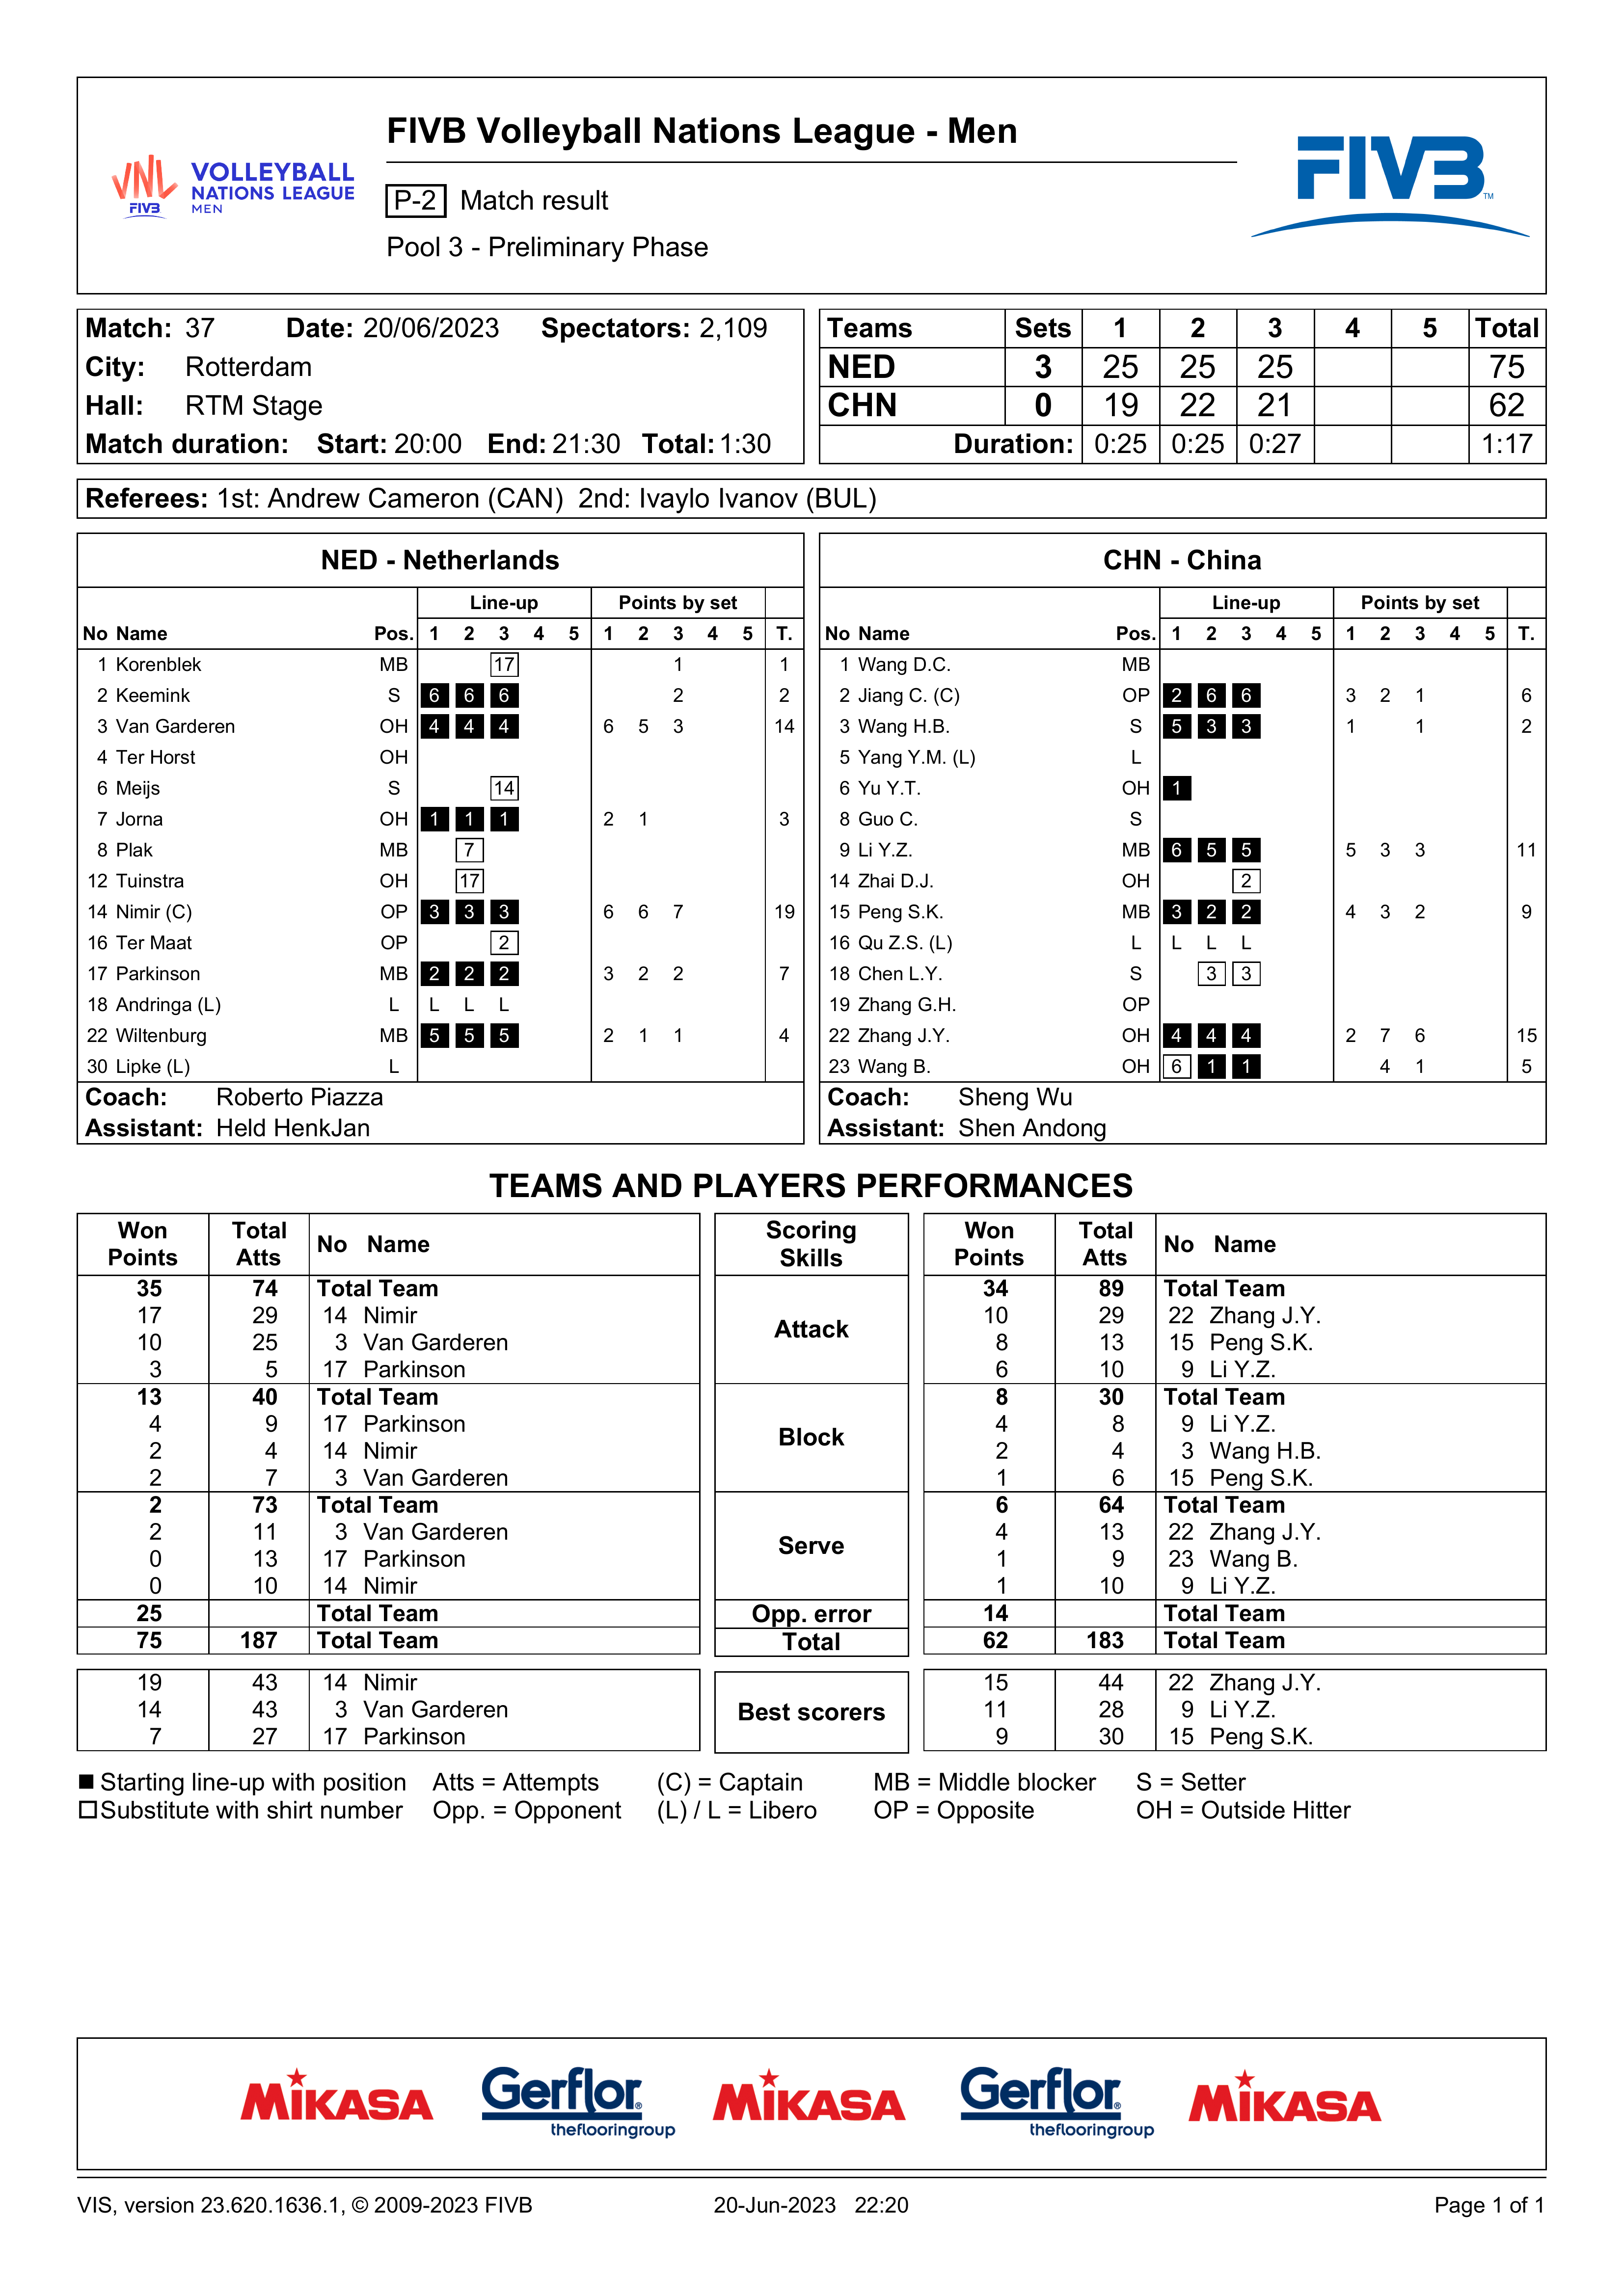 FIVB Volleyball Nations League - Men
VNL FIVB
VOLLEYBALL
NATIONS LEAGUE
MEN
P-2 Match result
Pool 3 - Preliminary Phase
FIVB TM
Match: 37 Date: 20/06/2023 Spectators: 2,109
City: Rotterdam
Hall: RTM Stage
Match duration: Start: 20:00 End: 21:30 Total: 1:30
Teams Sets 1 2 3 4 5 Total
NED 3 25 25 25 75
CHN 0 19 22 21 62
Duration: 0:25 0:25 0:27 1:17
Referees: 1st: Andrew Cameron (CAN) 2nd: Ivaylo Ivanov (BUL)
NED - Netherlands
Line-up Points by set
No Name Pos. 1 2 3 4 5 1 2 3 4 5 T.
1 Korenblek MB 17 1 1
2 Keemink S 6 6 6 2 2
3 Van Garderen OH 4 4 4 6 5 3 14
4 Ter Horst OH
6 Meijs S 14
7 Jorna OH 1 1 1 2 1 3
8 Plak MB 7
12 Tuinstra OH 17
14 Nimir (C) OP 3 3 3 6 6 7 19
16 Ter Maat OP 2
17 Parkinson MB 2 2 2 3 2 2 7
18 Andringa (L) L L L L
22 Wiltenburg MB 5 5 5 2 1 1 4
30 Lipke (L) L
Coach: Roberto Piazza
Assistant: Held HenkJan
CHN - China
Line-up Points by set
No Name Pos. 1 2 3 4 5 1 2 3 4 5 T.
1 Wang D.C. MB
2 Jiang C. (C) OP 2 6 6 3 2 1 6
3 Wang H.B. S 5 3 3 1 1 2
5 Yang Y.M. (L) L
6 Yu Y.T. OH 1
8 Guo C. S
9 Li Y.Z. MB 6 5 5 5 3 3 11
14 Zhai D.J. OH 2
15 Peng S.K. MB 3 2 2 4 3 2 9
16 Qu Z.S. (L) L L L L
18 Chen L.Y. S 3 3
19 Zhang G.H. OP
22 Zhang J.Y. OH 4 4 4 2 7 6 15
23 Wang B. OH 6 1 1 4 1 5
Coach: Sheng Wu
Assistant: Shen Andong
TEAMS AND PLAYERS PERFORMANCES
Won Points Total Atts No Name Scoring Skills Won Points Total Atts No Name
35 74 Total Team Attack 34 89 Total Team
17 29 14 Nimir 10 29 22 Zhang J.Y.
10 25 3 Van Garderen 8 13 15 Peng S.K.
3 5 17 Parkinson 6 10 9 Li Y.Z.
13 40 Total Team Block 8 30 Total Team
4 9 17 Parkinson 4 8 9 Li Y.Z.
2 4 14 Nimir 2 4 3 Wang H.B.
2 7 3 Van Garderen 1 6 15 Peng S.K.
2 73 Total Team Serve 6 64 Total Team
2 11 3 Van Garderen 4 13 22 Zhang J.Y.
0 13 17 Parkinson 1 9 23 Wang B.
0 10 14 Nimir 1 10 9 Li Y.Z.
25 Total Team Opp. error 14 Total Team
75 187 Total Team Total 62 183 Total Team
19 43 14 Nimir Best scorers 15 44 22 Zhang J.Y.
14 43 3 Van Garderen 11 28 9 Li Y.Z.
7 27 17 Parkinson 9 30 15 Peng S.K.
Starting line-up with position Atts = Attempts (C) = Captain MB = Middle blocker S = Setter
Substitute with shirt number Opp. = Opponent (L) / L = Libero OP = Opposite OH = Outside Hitter
MIKASA Gerflor® theflooringgroup MIKASA Gerflor® theflooringgroup MIKASA
VIS, version 23.620.1636.1, © 2009-2023 FIVB 20-Jun-2023 22:20 Page 1 of 1